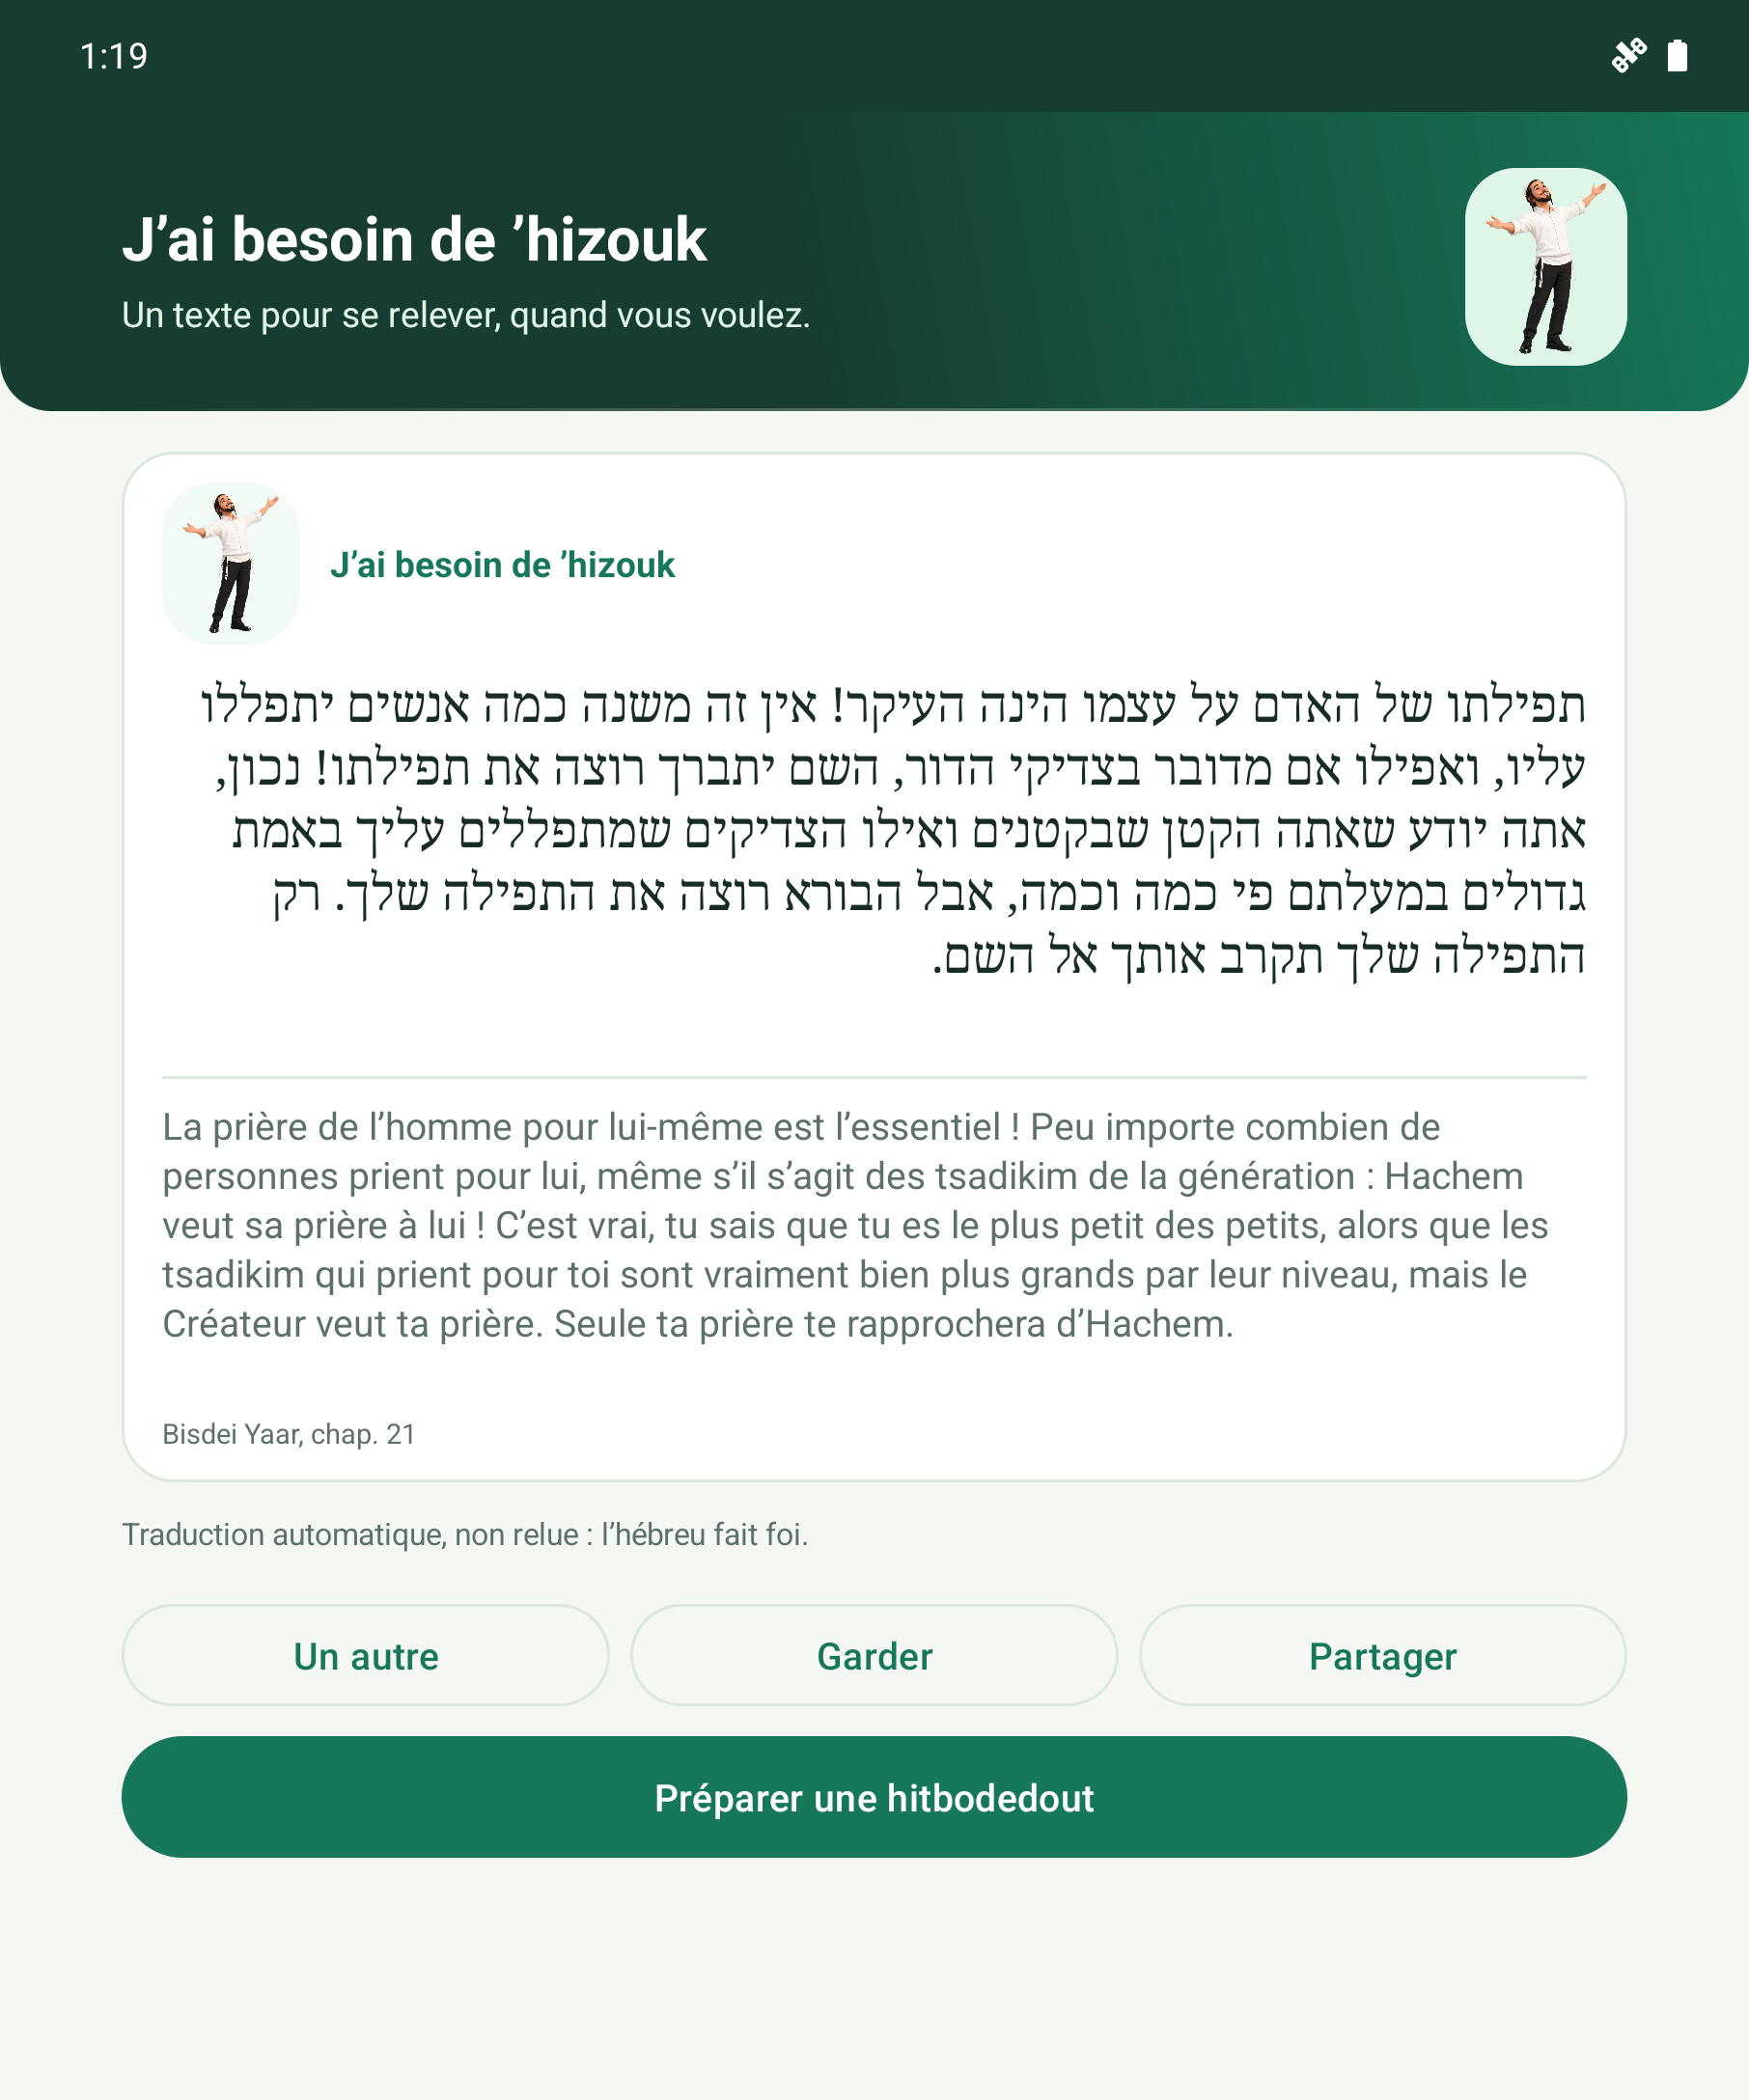 1:19
J’ai besoin de ’hizouk
Un texte pour se relever, quand vous voulez.
J’ai besoin de ’hizouk
תפילתו של האדם על עצמו הינה העיקר! אין זה משנה כמה אנשים יתפללו
עליו, ואפילו אם מדובר בצדיקי הדור, השם יתברך רוצה את תפילתו! נכון,
אתה יודע שאתה הקטן שבקטנים ואילו הצדיקים שמתפללים עליך באמת
גדולים במעלתם פי כמה וכמה, אבל הבורא רוצה את התפילה שלך. רק
התפילה שלך תקרב אותך אל השם.
La prière de l’homme pour lui-même est l’essentiel ! Peu importe combien de
personnes prient pour lui, même s’il s’agit des tsadikim de la génération : Hachem
veut sa prière à lui ! C’est vrai, tu sais que tu es le plus petit des petits, alors que les
tsadikim qui prient pour toi sont vraiment bien plus grands par leur niveau, mais le
Créateur veut ta prière. Seule ta prière te rapprochera d’Hachem.
Bisdei Yaar, chap. 21
Traduction automatique, non relue : l’hébreu fait foi.
Un autre
Garder
Partager
Préparer une hitbodedout